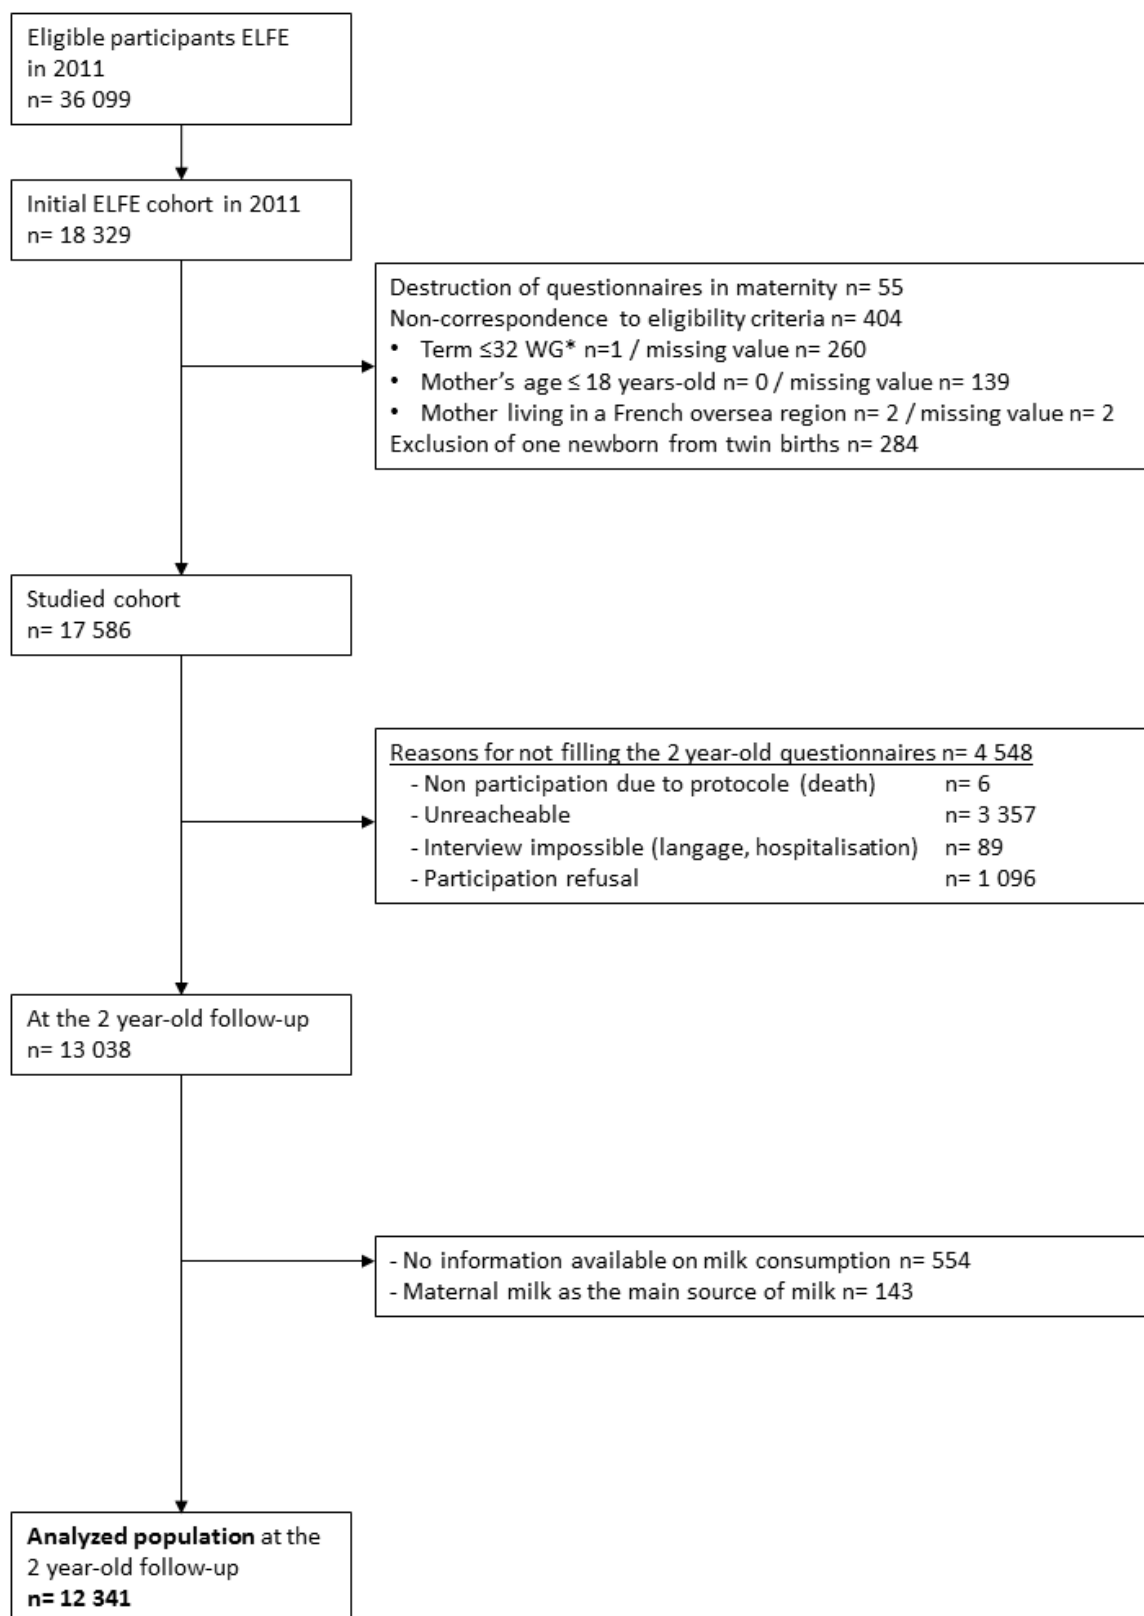 Eligible participants ELFE
in 2011
n= 36 099
Initial ELFE cohort in 2011
n= 18 329
Destruction of questionnaires in maternity n= 55
Non-correspondence to eligibility criteria n= 404
• Term ≤32 WG* n=1 / missing value n= 260
• Mother's age ≤ 18 years-old n= 0 / missing value n= 139
• Mother living in a French oversea region n= 2 / missing value n= 2
Exclusion of one newborn from twin births n= 284
Studied cohort
n= 17 586
Reasons for not filling the 2 year-old questionnaires n= 4 548
- Non participation due to protocole (death) n= 6
- Unreacheable n= 3 357
- Interview impossible (langage, hospitalisation) n= 89
- Participation refusal n= 1 096
At the 2 year-old follow-up
n= 13 038
- No information available on milk consumption n= 554
- Maternal milk as the main source of milk n= 143
Analyzed population at the
2 year-old follow-up
n= 12 341